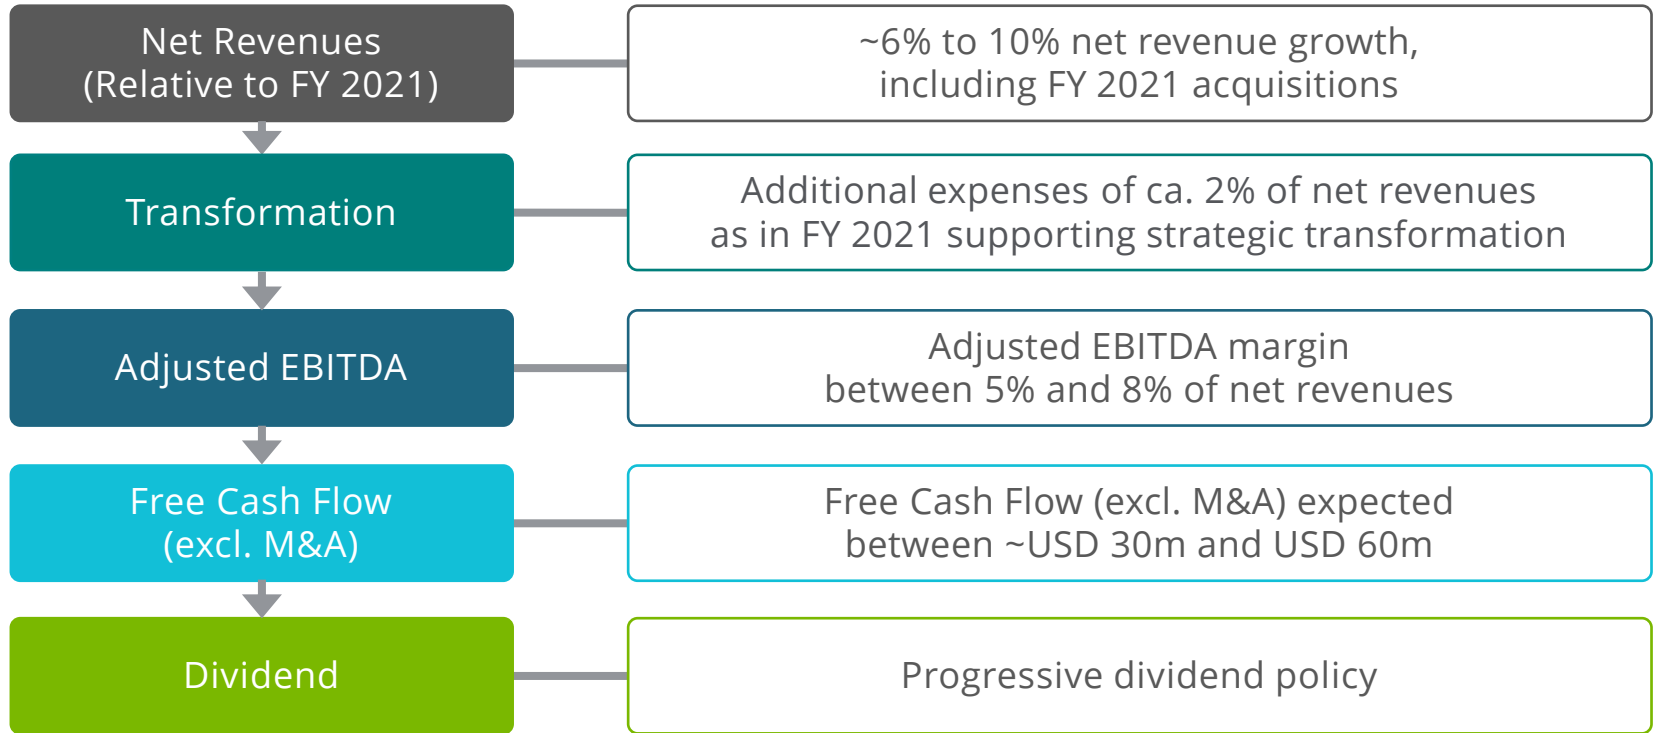 Net Revenues
(Relative to FY 2021)
~6% to 10% net revenue growth,
including FY 2021 acquisitions
Transformation
Additional expenses of ca. 2% of net revenues
as in FY 2021 supporting strategic transformation
Adjusted EBITDA
Adjusted EBITDA margin
between 5% and 8% of net revenues
Free Cash Flow
(excl. M&A)
Free Cash Flow (excl. M&A) expected
between ~USD 30m and USD 60m
Dividend
Progressive dividend policy